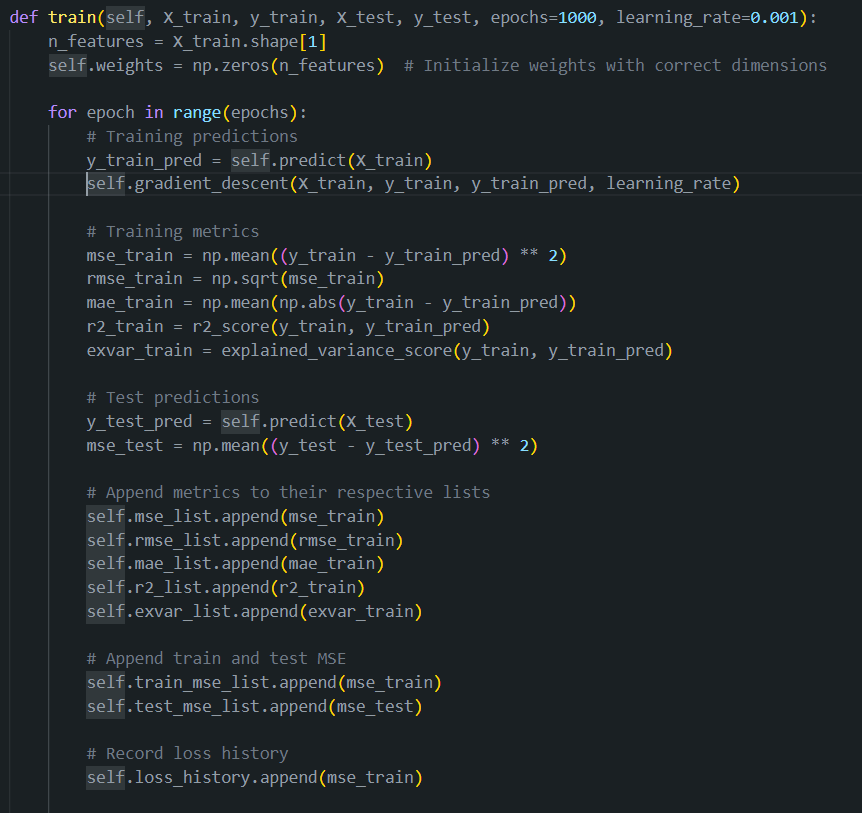 def train(self, X_train, y_train, X_test, y_test, epochs=1000, learning_rate=0.001):
    n_features = X_train.shape[1]
    self.weights = np.zeros(n_features)  # Initialize weights with correct dimensions

    for epoch in range(epochs):
        # Training predictions
        y_train_pred = self.predict(X_train)
        self.gradient_descent(X_train, y_train, y_train_pred, learning_rate)

        # Training metrics
        mse_train = np.mean((y_train - y_train_pred) ** 2)
        rmse_train = np.sqrt(mse_train)
        mae_train = np.mean(np.abs(y_train - y_train_pred))
        r2_train = r2_score(y_train, y_train_pred)
        exvar_train = explained_variance_score(y_train, y_train_pred)

        # Test predictions
        y_test_pred = self.predict(X_test)
        mse_test = np.mean((y_test - y_test_pred) ** 2)

        # Append metrics to their respective lists
        self.mse_list.append(mse_train)
        self.rmse_list.append(rmse_train)
        self.mae_list.append(mae_train)
        self.r2_list.append(r2_train)
        self.exvar_list.append(exvar_train)

        # Append train and test MSE
        self.train_mse_list.append(mse_train)
        self.test_mse_list.append(mse_test)

        # Record loss history
        self.loss_history.append(mse_train)